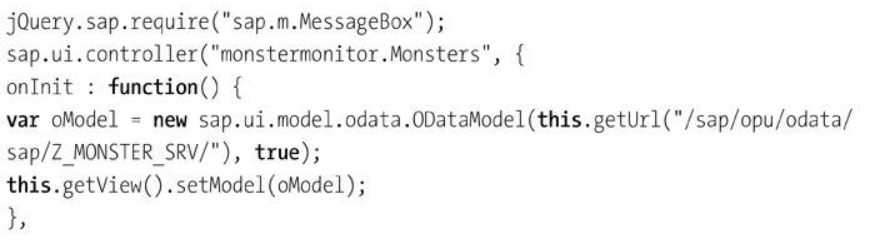 jQuery.sap.require("sap.m.MessageBox");
sap.ui.controller("monstermonitor.Monsters", {
onInit : function() {
var oModel = new sap.ui.model.odata.ODataModel(this.getUrl("/sap/opu/odata/
sap/Z_MONSTER_SRV/"), true);
this.getView().setModel(oModel);
},